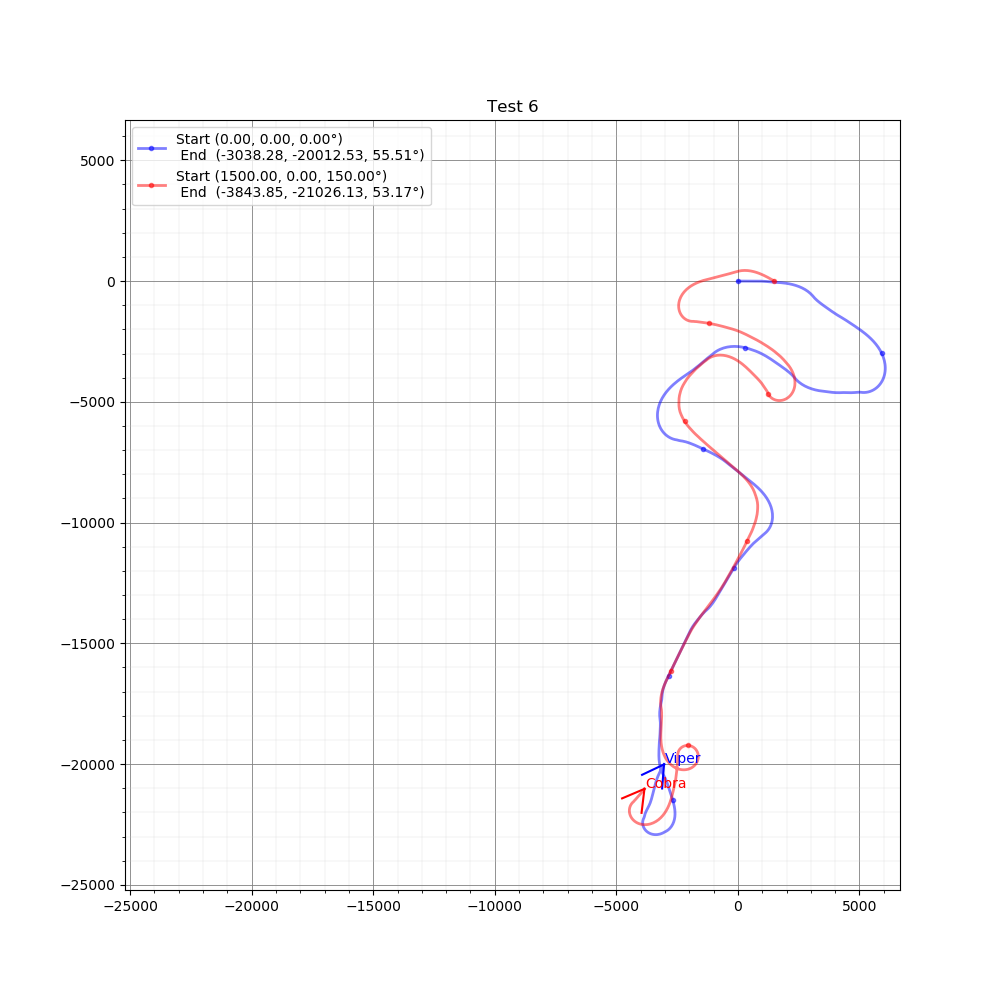 Test 6
Start (0.00, 0.00, 0.00°)
End  (-3038.28, -20012.53, 55.51°)
Start (1500.00, 0.00, 150.00°)
End  (-3843.85, -21026.13, 53.17°)
5000
0
−5000
−10000
−15000
−20000
−25000
Viper
Cobra
−25000 −20000 −15000 −10000 −5000 0 5000